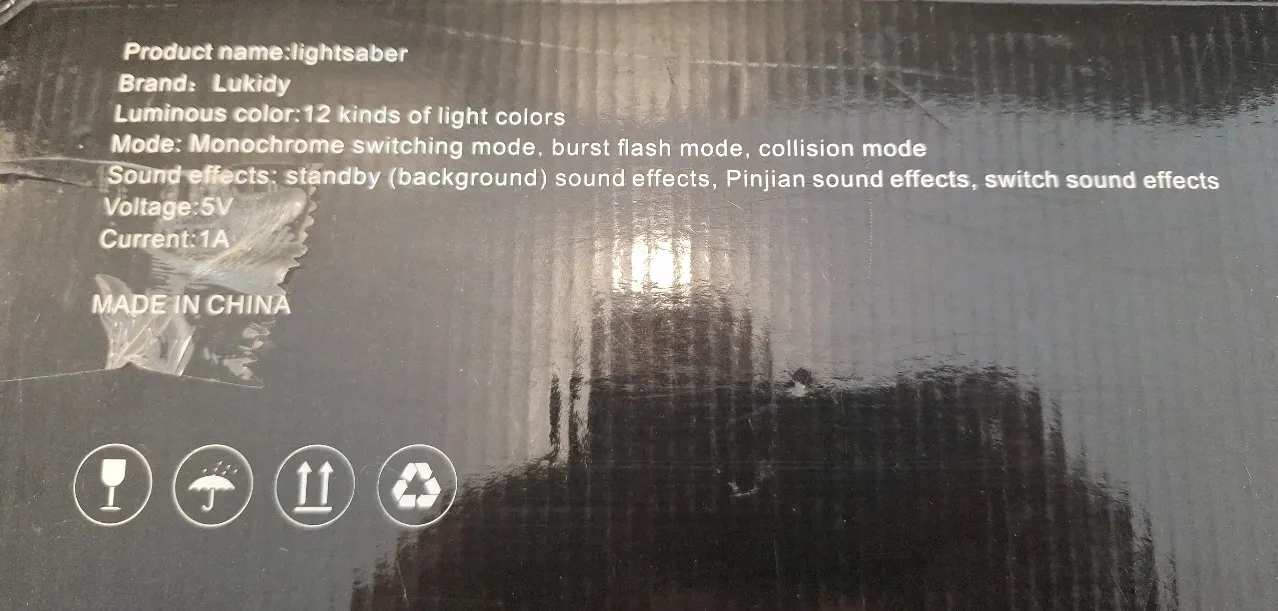 Product name:lightsaber
Brand：Lukidy
Luminous color:12 kinds of light colors
Mode: Monochrome switching mode, burst flash mode, collision mode
Sound effects: standby (background) sound effects, Pinjian sound effects, switch sound effects
Voltage:5V
Current:1A
MADE IN CHINA